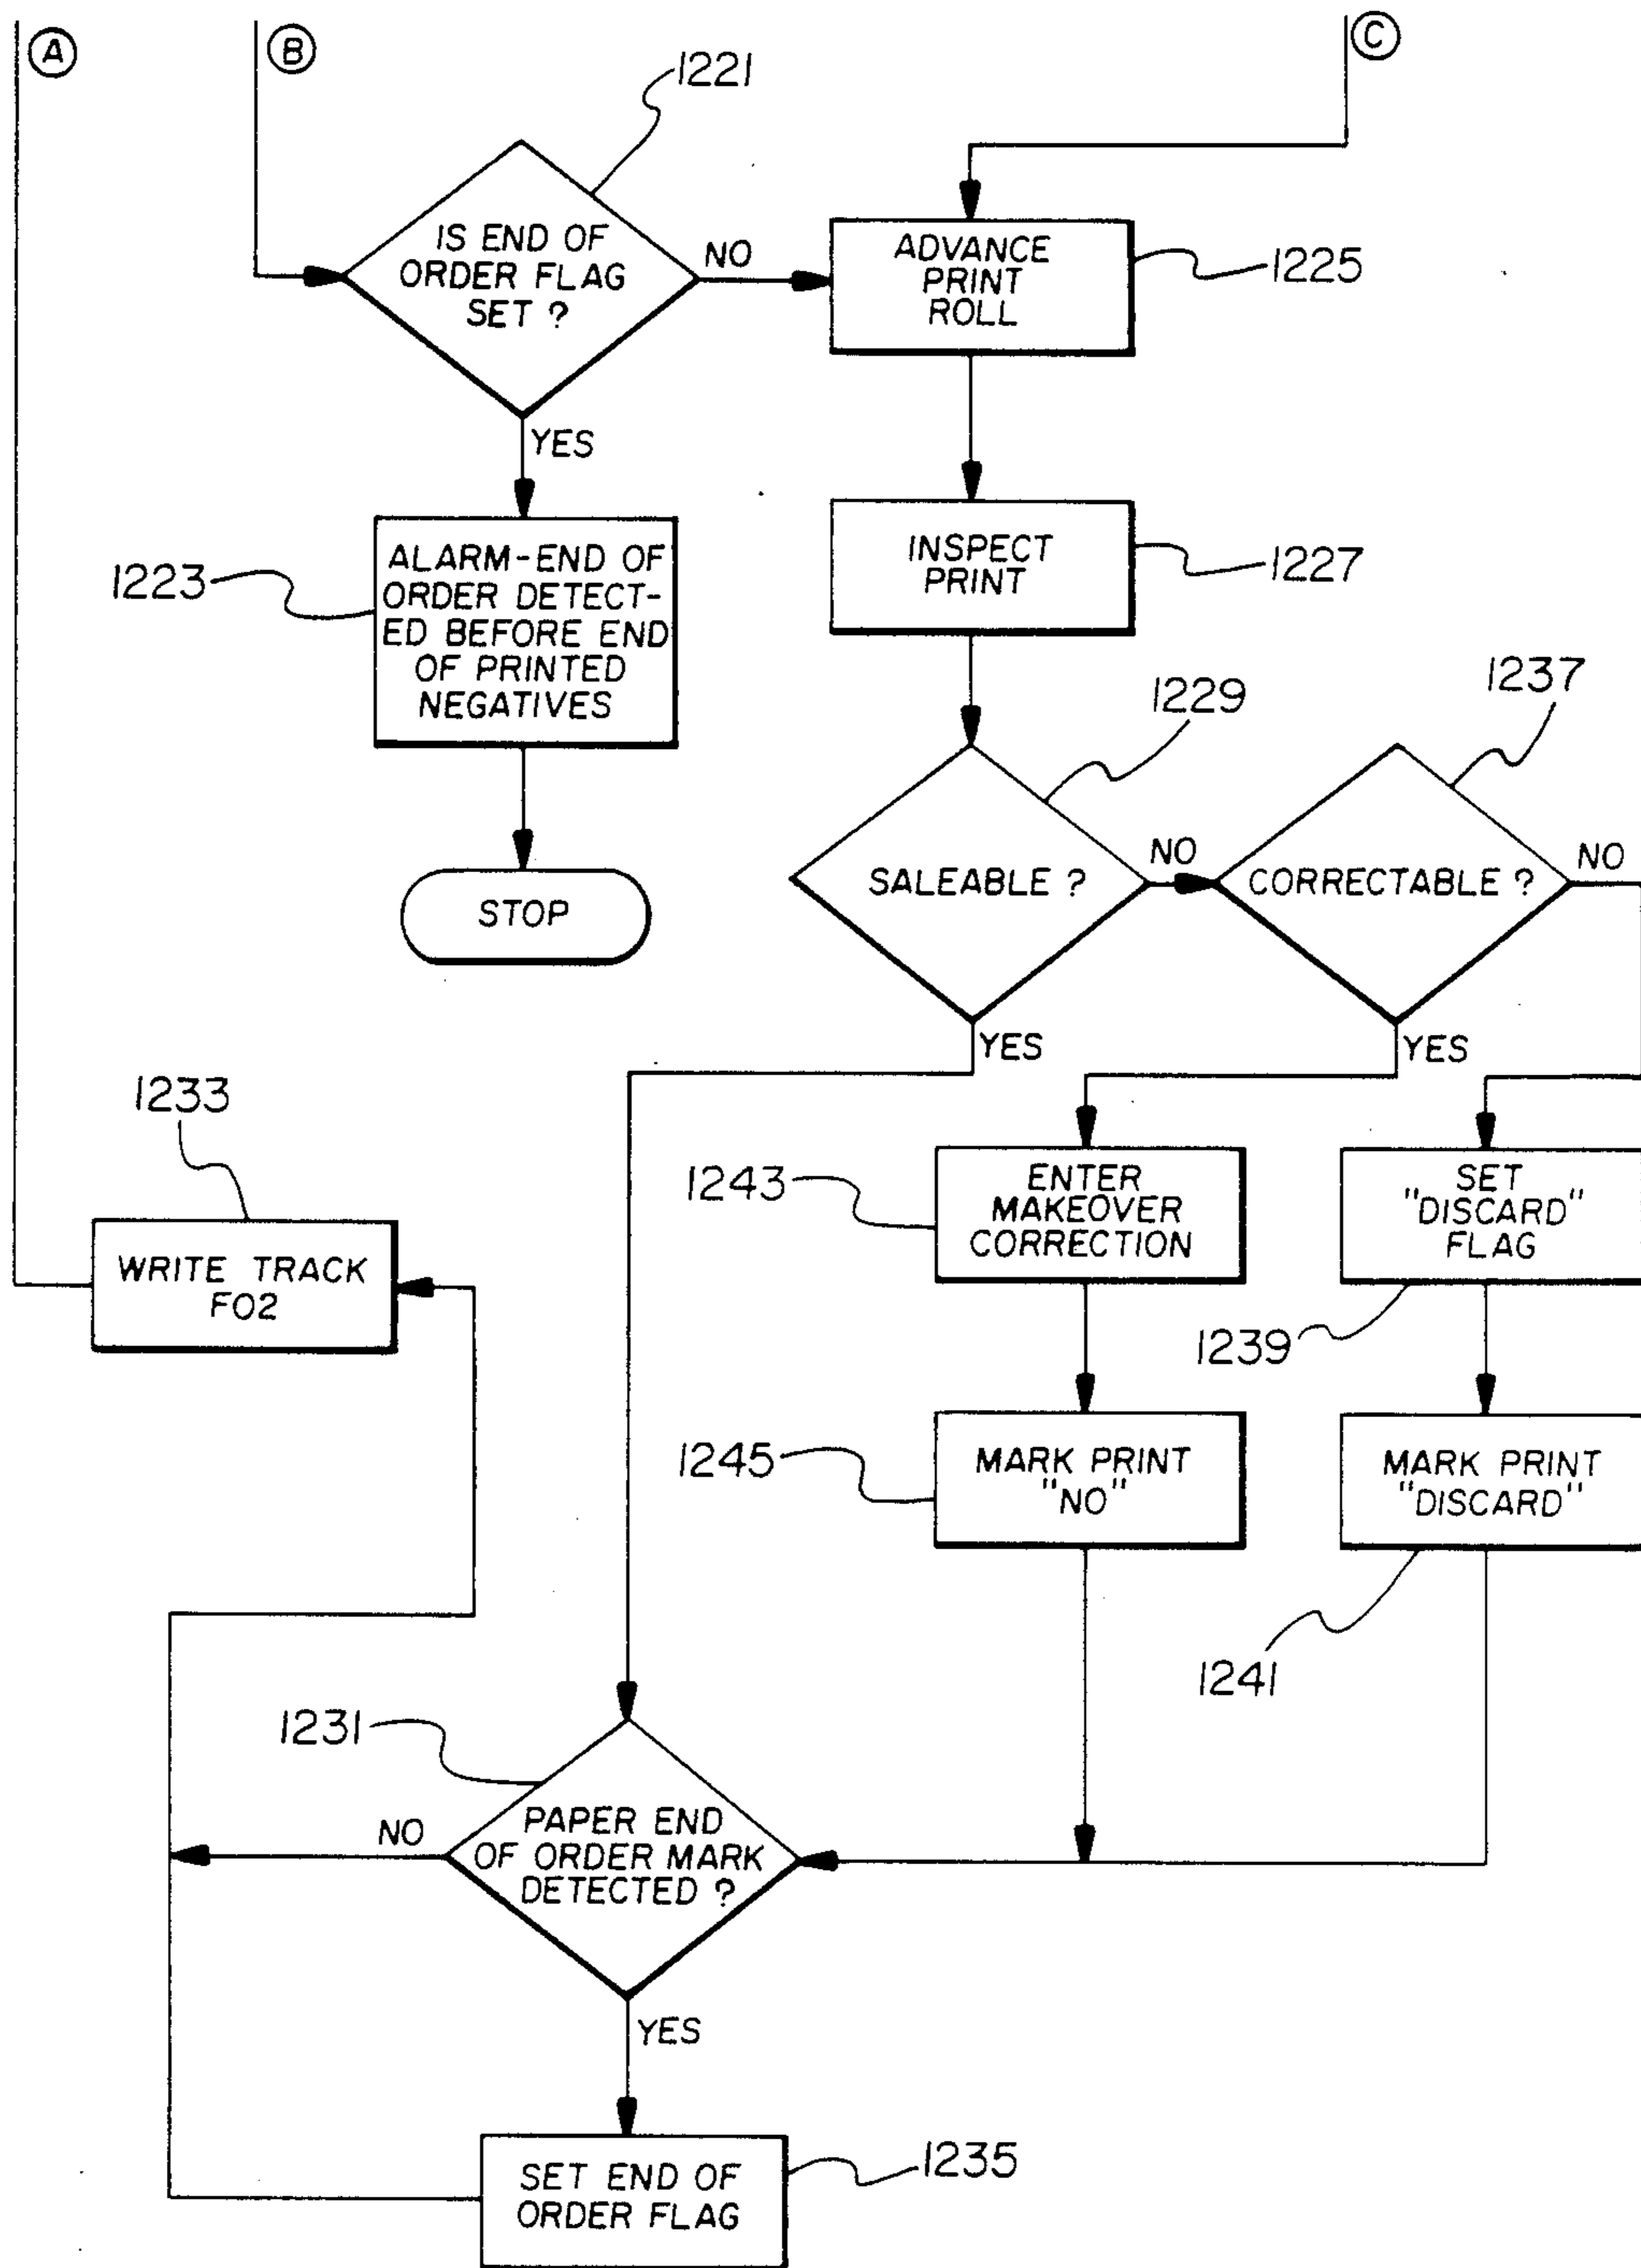 A
B
C
1221
IS END OF
ORDER FLAG
SET ?
NO
YES
ADVANCE
PRINT
ROLL
1225
1223
ALARM-END OF
ORDER DETECT-
ED BEFORE END
OF PRINTED
NEGATIVES
STOP
INSPECT
PRINT
1227
1229
SALEABLE ?
NO
YES
1237
CORRECTABLE ?
NO
YES
1233
WRITE TRACK
F02
1243
ENTER
MAKEOVER
CORRECTION
SET
"DISCARD"
FLAG
1239
1245
MARK PRINT
"NO"
MARK PRINT
"DISCARD"
1241
1231
PAPER END
OF ORDER MARK
DETECTED ?
NO
YES
SET END OF
ORDER FLAG
1235